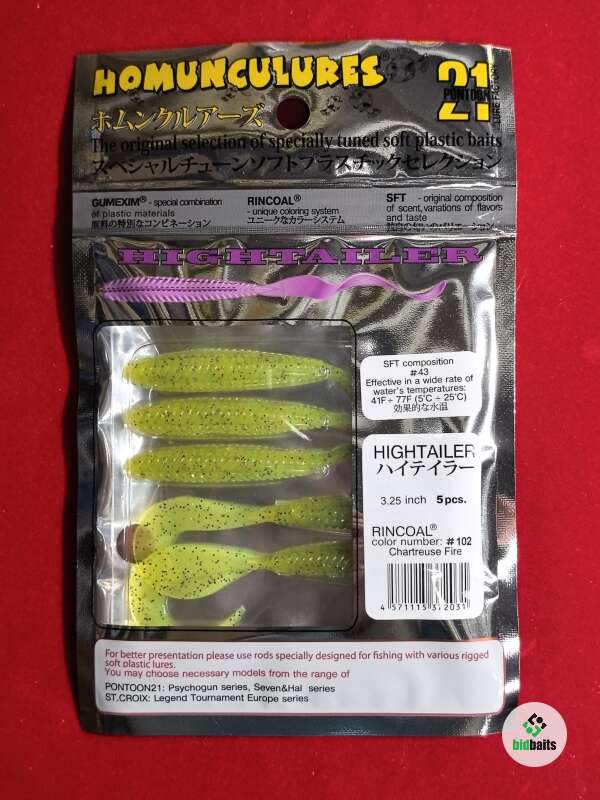 HOMUNCULURES®
21
PONTOON
LURE FACTORY
ホムンクルアーズ
The original selection of specially tuned soft plastic baits
スペシャルチューンソフトプラスチックセレクション
GUMEXIM® - special combination
of plastic materials
原料の特別なコンビネーション
RINCOAL®
- unique coloring system
ユニークなカラーシステム
SFT - original composition
of scent, variations of flavors
and taste
HIGHTAILER
SFT composition
#43
Effective in a wide rate of
water's temperatures:
41F ÷ 77F (5°C ÷ 25°C)
効果的な水温
HIGHTAILER
ハイテイラー
3.25 inch 5 pcs.
RINCOAL®
color number: #102
Chartreuse Fire
4 571115 372031
For better presentation please use rods specially designed for fishing with various rigged
soft plastic lures.
You may choose necessary models from the range of
PONTOON21: Psychogun series, Seven&Hal series
ST.CROIX: Legend Tournament Europe series
bidbaits